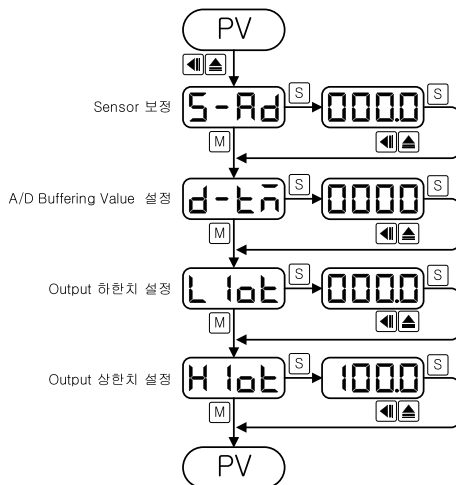 PV
Sensor 보정 S-Ad S 000.0 S
M
A/D Buffering Value 설정 d-tm S 0000 S
M
Output 하한치 설정 L lot S 000.0 S
M
Output 상한치 설정 H lot S 100.0 S
M
PV